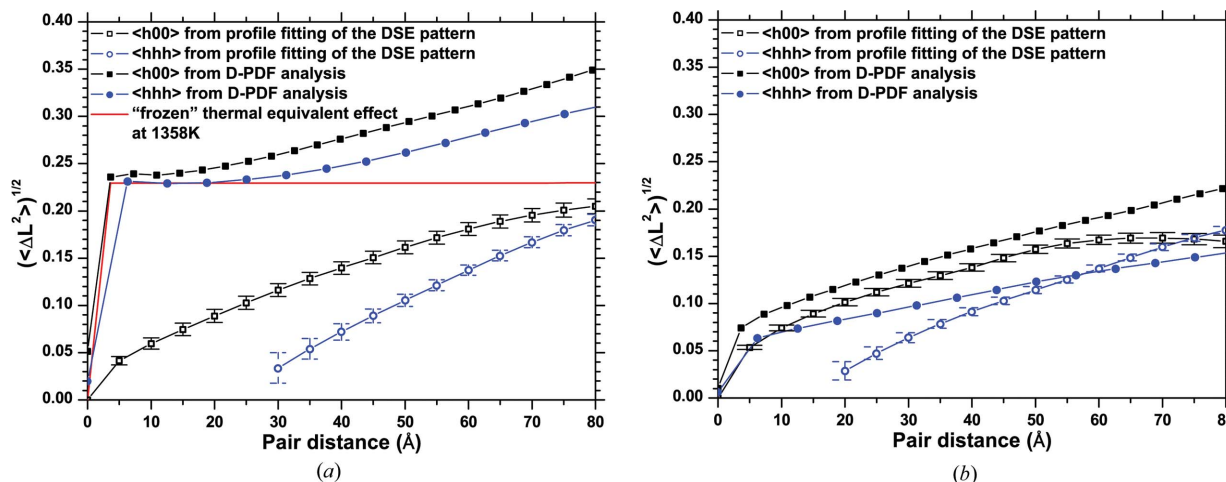 0.40
0.35
0.30
0.25
0.20
0.15
0.10
0.05
0.00
(<ΔL²>)^1/2
<h00> from profile fitting of the DSE pattern
<hhh> from profile fitting of the DSE pattern
<h00> from D-PDF analysis
<hhh> from D-PDF analysis
"frozen" thermal equivalent effect
at 1358K
0 10 20 30 40 50 60 70 80
Pair distance (Å)
(a)
0.40
0.35
0.30
0.25
0.20
0.15
0.10
0.05
0.00
(<ΔL²>)^1/2
<h00> from profile fitting of the DSE pattern
<hhh> from profile fitting of the DSE pattern
<h00> from D-PDF analysis
<hhh> from D-PDF analysis
0 10 20 30 40 50 60 70 80
Pair distance (Å)
(b)